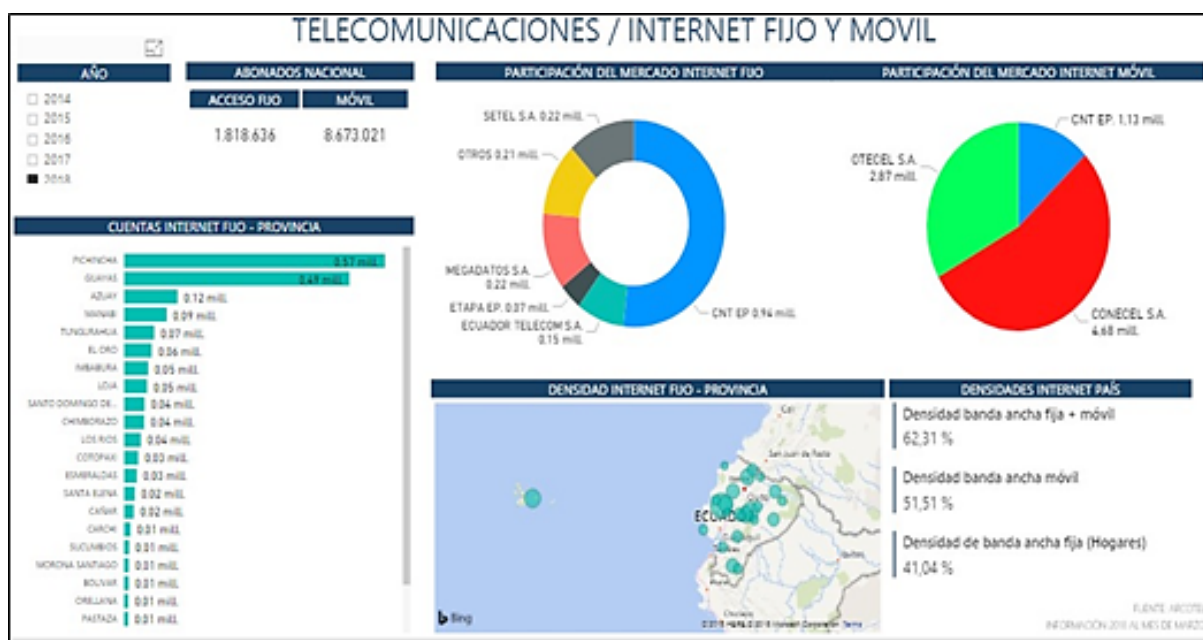 TELECOMUNICACIONES / INTERNET FIJO Y MOVIL
AÑO
2014
2015
2016
2017
2018
ABONADOS NACIONAL
ACCESO FIJO
MÓVIL
1.818.636
8.673.021
PARTICIPACIÓN DEL MERCADO INTERNET FIJO
SETEL S.A. 0.22 mill.
OTROS 0.21 mill.
MEGADATOS S.A.
0.22 mill.
ETAPA EP. 0.07 mill.
ECUADOR TELECOM S.A.
0.15 mill.
CNT EP 0.94 mill.
PARTICIPACIÓN DEL MERCADO INTERNET MÓVIL
CNT EP. 1,13 mill.
OTECEL S.A.
2,87 mill.
CONECEL S.A.
4,68 mill.
CUENTAS INTERNET FIJO - PROVINCIA
PICHINCHA 0.57 mill.
GUAYAS 0.49 mill.
AZUAY 0.12 mill.
MANABI 0.09 mill.
TUNGURAHUA 0.07 mill.
EL ORO 0.06 mill.
IMBABURA 0.05 mill.
LOJA 0.05 mill.
SANTO DOMINGO DE... 0.04 mill.
CHIMBORAZO 0.04 mill.
LOS RIOS 0.04 mill.
COTOPAXI 0.03 mill.
ESMERALDAS 0.03 mill.
SANTA ELENA 0.02 mill.
CAÑAR 0.02 mill.
CARCHI 0.01 mill.
SUCUMBIOS 0.01 mill.
MORONA SANTIAGO 0.01 mill.
BOLIVAR 0.01 mill.
ORELLANA 0.01 mill.
PASTAZA 0.01 mill.
DENSIDAD INTERNET FIJO - PROVINCIA
Cali
San Juan de Pasto
Quito
ECUADOR
Chiclayo
Bing
Terms
DENSIDADES INTERNET PAÍS
Densidad banda ancha fija + móvil
62,31 %
Densidad banda ancha móvil
51,51 %
Densidad de banda ancha fija (Hogares)
41,04 %
FUENTE: ARCOTEL
INFORMACIÓN 2018 AL MES DE MARZO